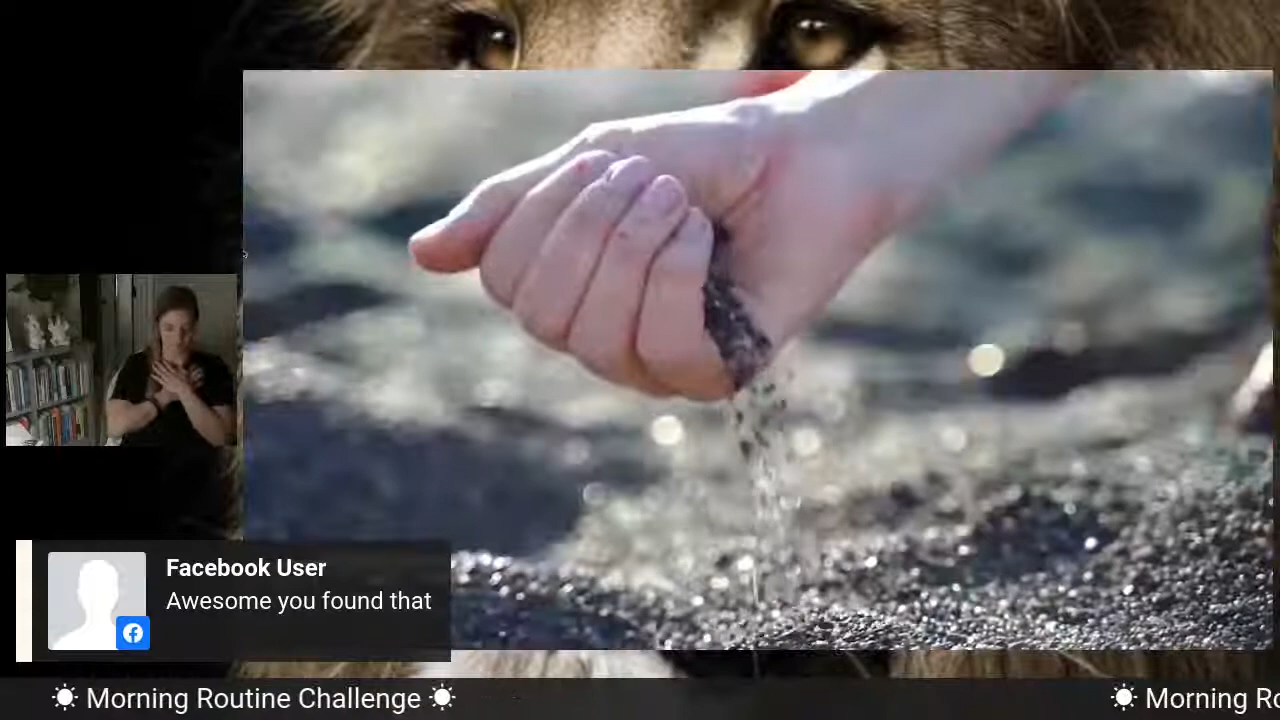 Facebook User
Awesome you found that
☀ Morning Routine Challenge ☀
☀ Morning Ro